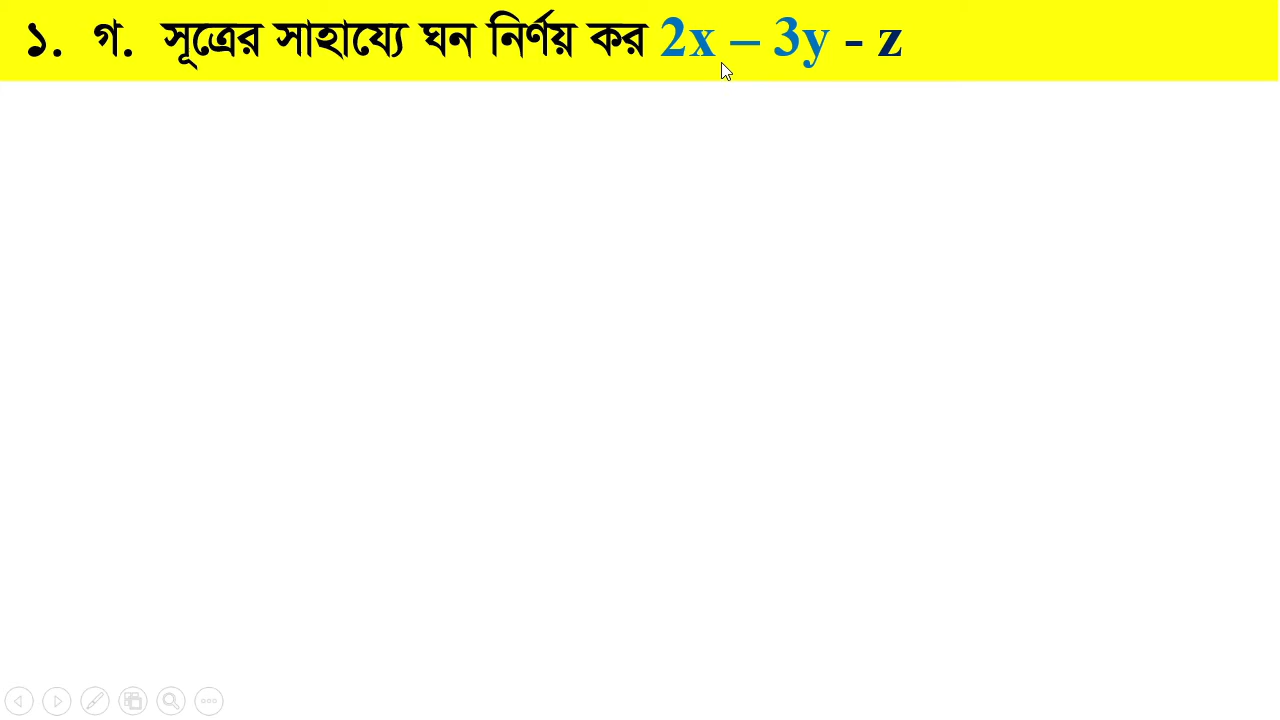 ১. গ. সূত্রের সাহায্যে ঘন নির্ণয় কর 2x – 3y - z